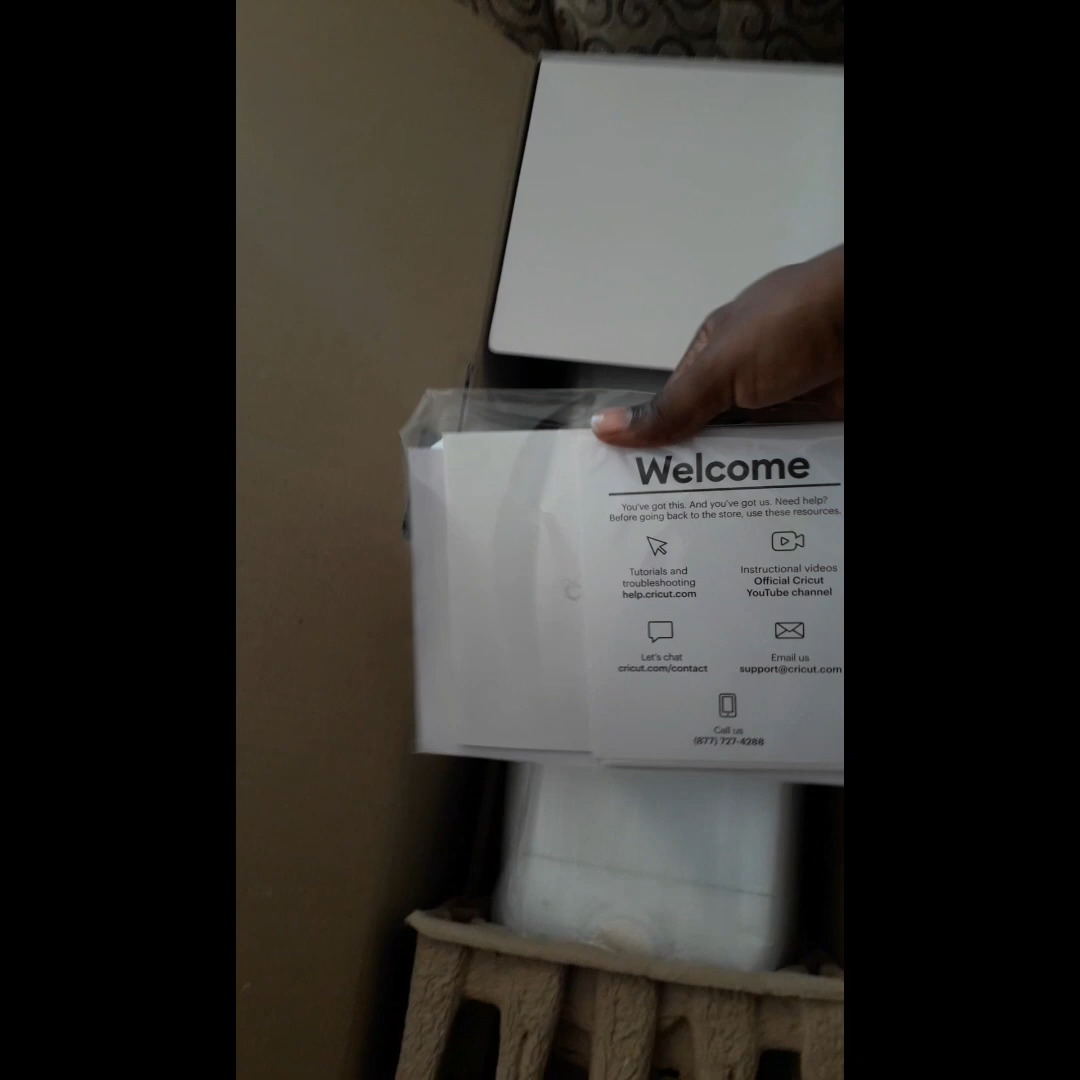 Welcome
You've got this. And you've got us. Need help?
Before going back to the store, use these resources.
Tutorials and
troubleshooting
help.cricut.com
Instructional videos
Official Cricut
YouTube channel
Let's chat
cricut.com/contact
Email us
support@cricut.com
Call us
(877) 727-4288